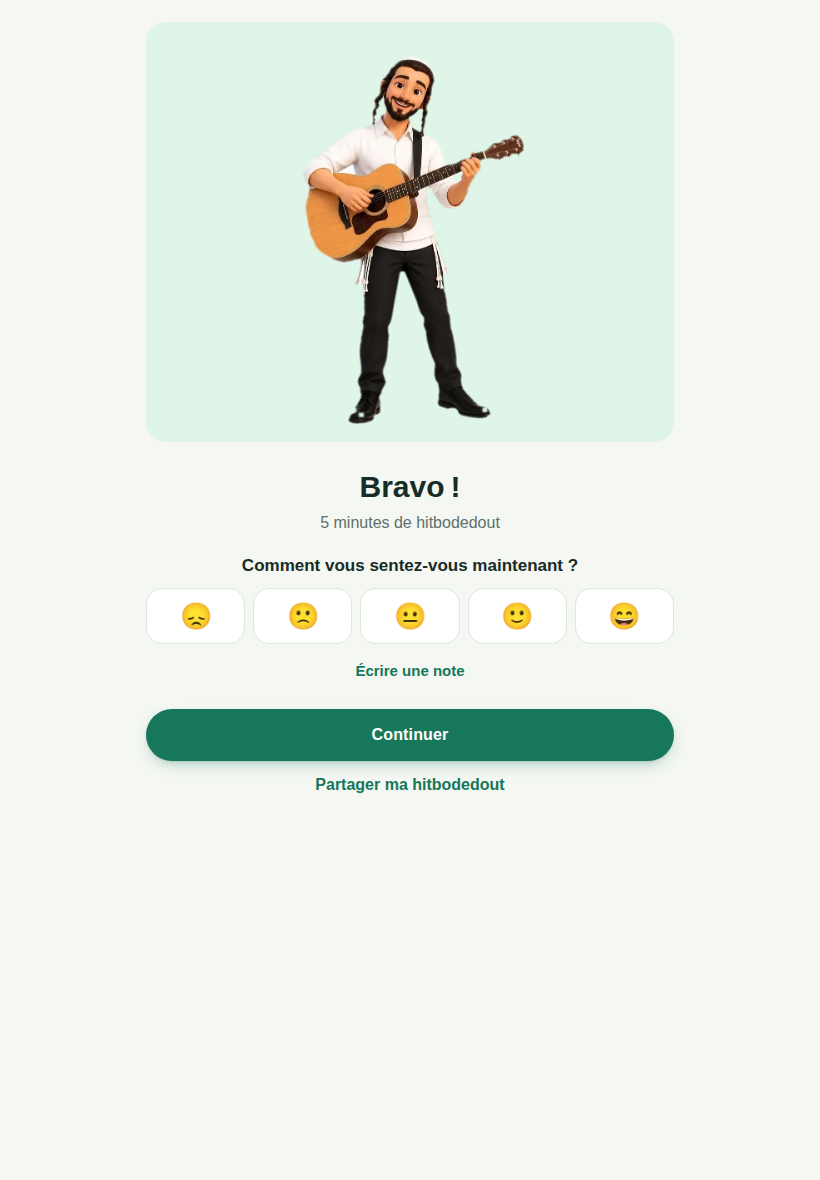 Bravo !
5 minutes de hitbodedout
Comment vous sentez-vous maintenant ?
Écrire une note
Continuer
Partager ma hitbodedout